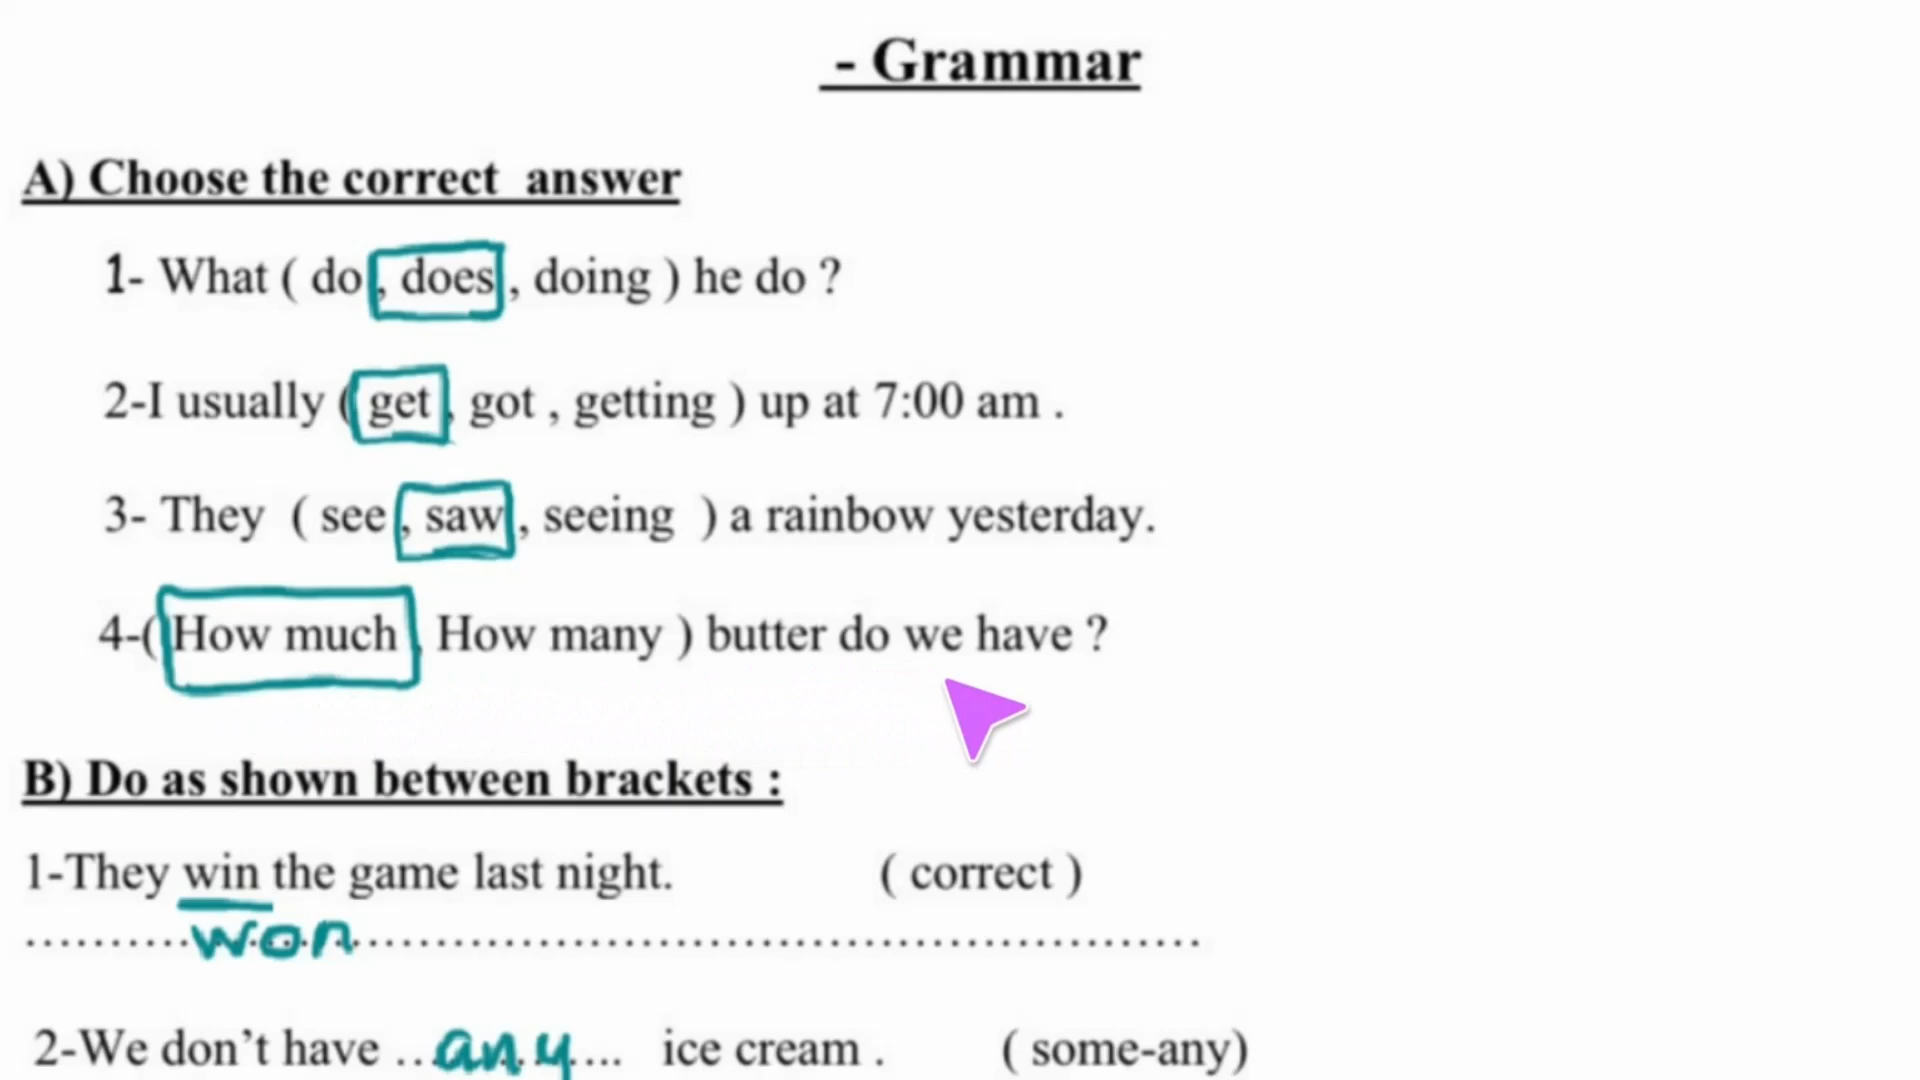 - Grammar
A) Choose the correct answer
1- What ( do , does , doing ) he do ?
2-I usually ( get , got , getting ) up at 7:00 am .
3- They ( see , saw , seeing ) a rainbow yesterday.
4-( How much , How many ) butter do we have ?
B) Do as shown between brackets :
1-They win the game last night. ( correct )
..........won..................................................
2-We don’t have ...any.... ice cream . ( some-any)